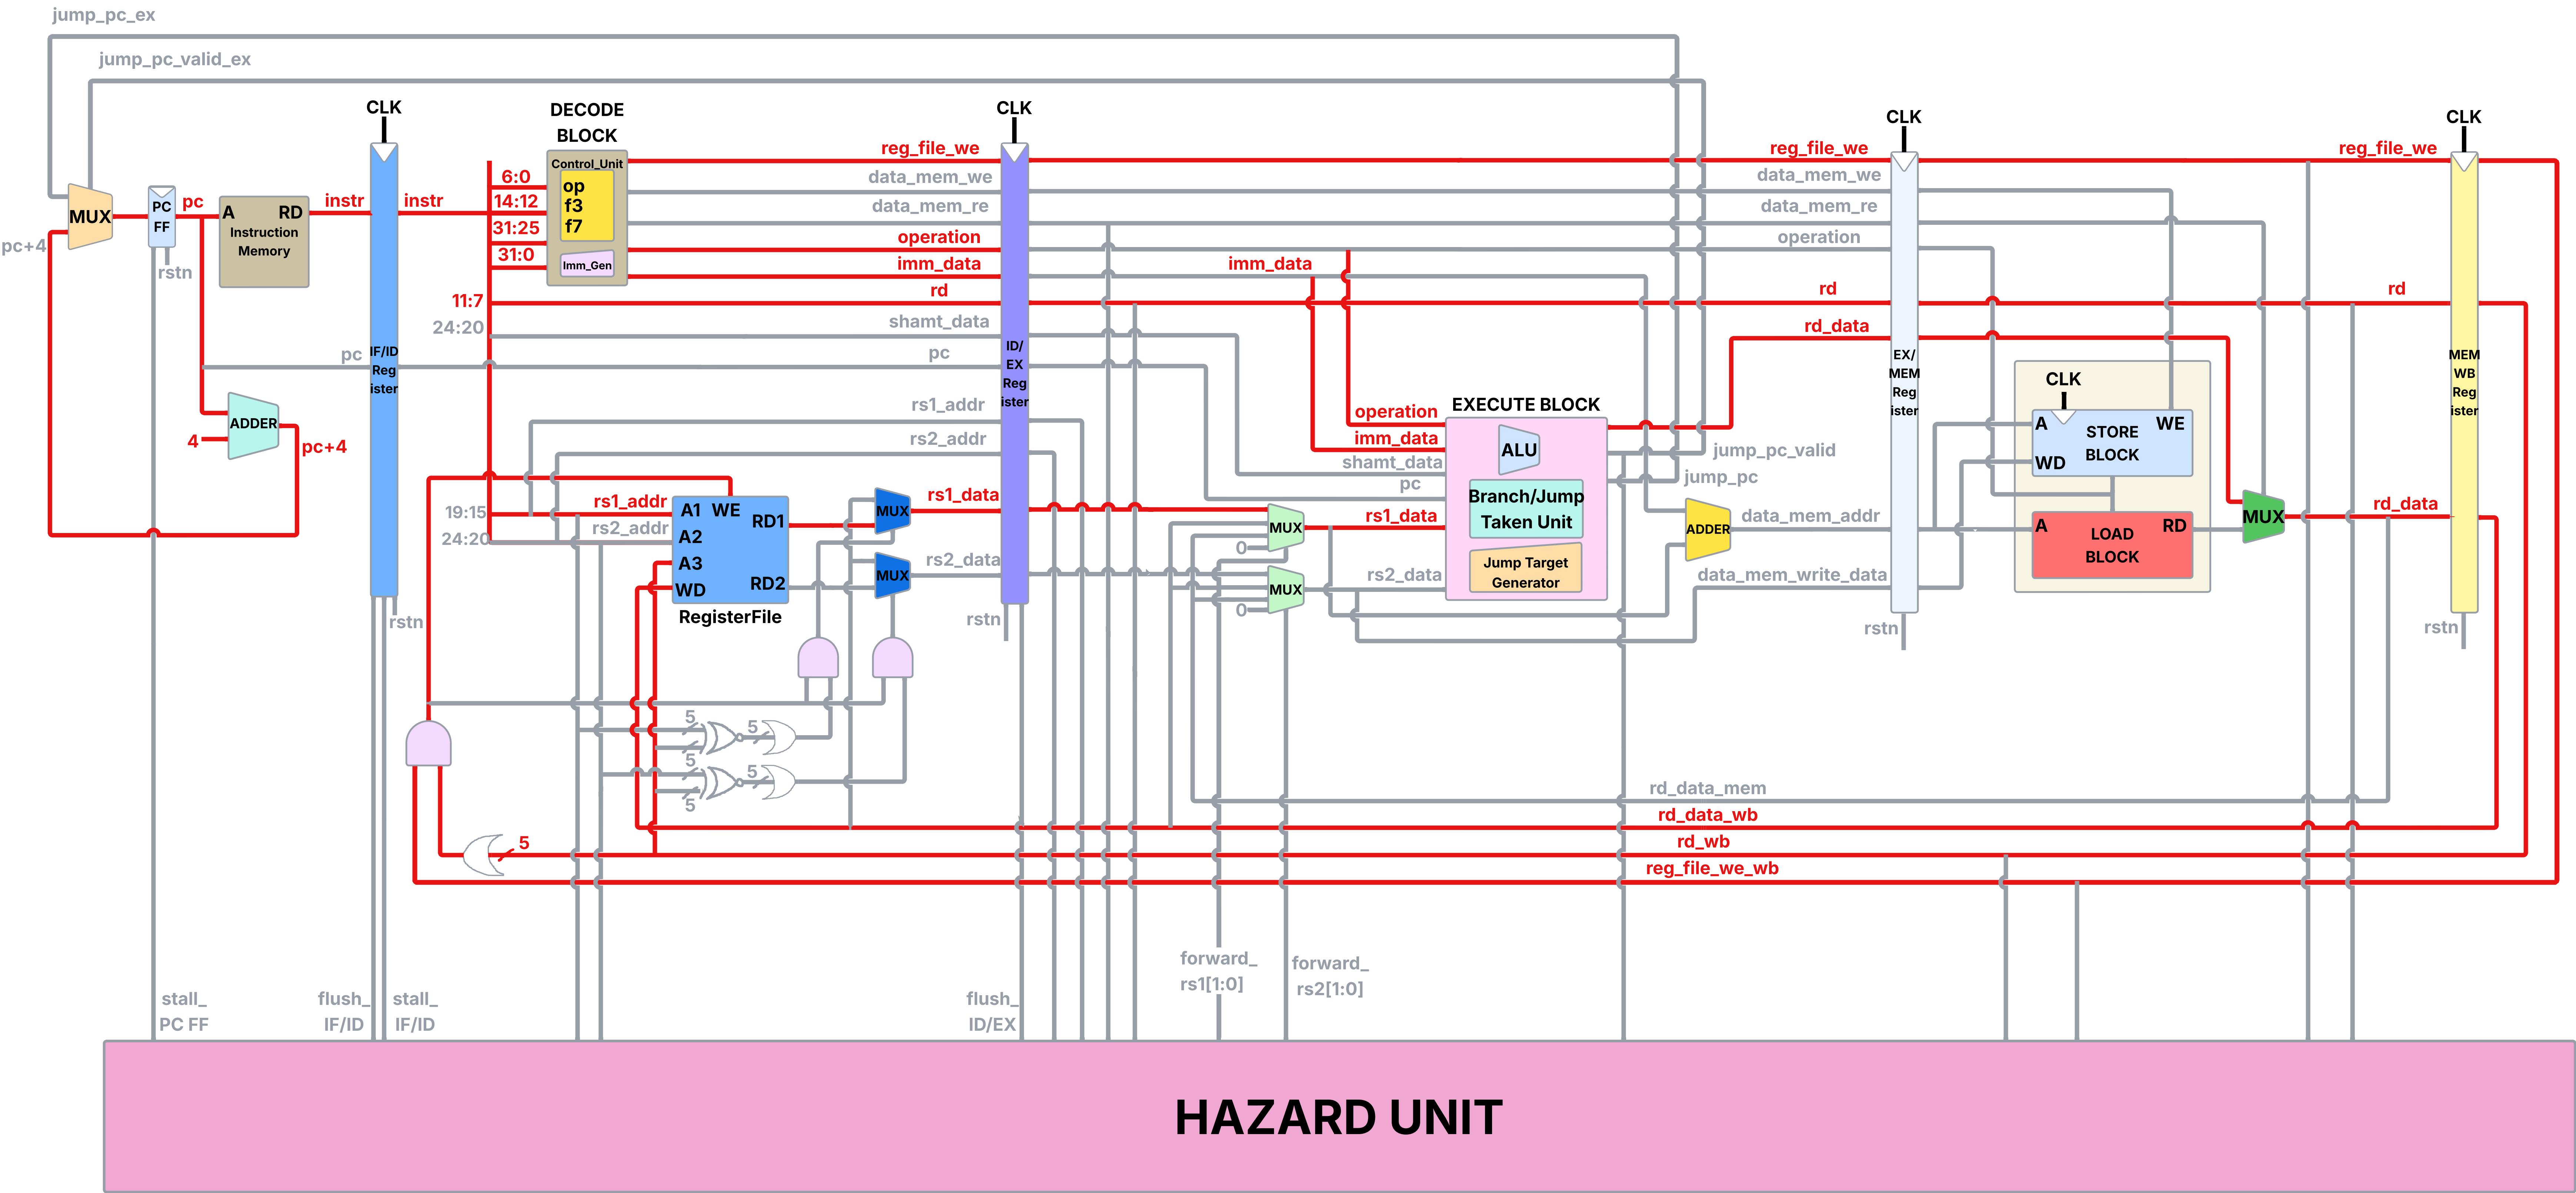 jump_pc_ex
jump_pc_valid_ex
CLK
DECODE
BLOCK
CLK
CLK
CLK
Control_Unit
reg_file_we
reg_file_we
reg_file_we
6:0
op
data_mem_we
data_mem_we
14:12
f3
data_mem_re
data_mem_re
31:25
f7
operation
operation
31:0
Imm_Gen
imm_data
imm_data
11:7
rd
rd
rd
24:20
shamt_data
rd_data
pc
pc
MUX
PC
FF
pc
A
RD
Instruction
Memory
instr
instr
pc+4
rstn
IF/ID
Reg
ister
ID/
EX
Reg
ister
EX/
MEM
Reg
ister
MEM
WB
Reg
ister
ADDER
4
pc+4
rs1_addr
rs2_addr
EXECUTE BLOCK
operation
imm_data
shamt_data
pc
rs1_data
rs2_data
ALU
Branch/Jump
Taken Unit
Jump Target
Generator
jump_pc_valid
jump_pc
CLK
A
WE
STORE
BLOCK
WD
A
RD
LOAD
BLOCK
MUX
rd_data
19:15
rs1_addr
24:20
rs2_addr
A1
WE
RD1
A2
A3
WD
RD2
RegisterFile
MUX
rs1_data
MUX
rs2_data
MUX
0
MUX
0
ADDER
data_mem_addr
data_mem_write_data
rstn
rstn
rstn
rstn
5
5
5
5
5
5
rd_data_mem
rd_data_wb
rd_wb
reg_file_we_wb
stall_
PC FF
flush_
IF/ID
stall_
IF/ID
flush_
ID/EX
forward_
rs1[1:0]
forward_
rs2[1:0]
HAZARD UNIT